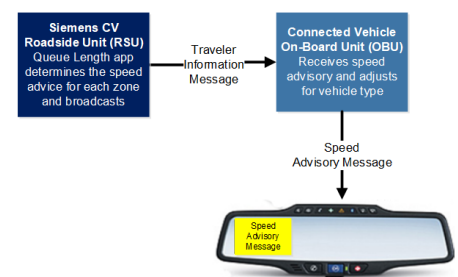 Siemens CV
Roadside Unit (RSU)
Queue Length app
determines the speed
advice for each zone
and broadcasts
Traveler
Information
Message
Connected Vehicle
On-Board Unit (OBU)
Receives speed
advisory and adjusts
for vehicle type
Speed
Advisory Message
Speed
Advisory
Message